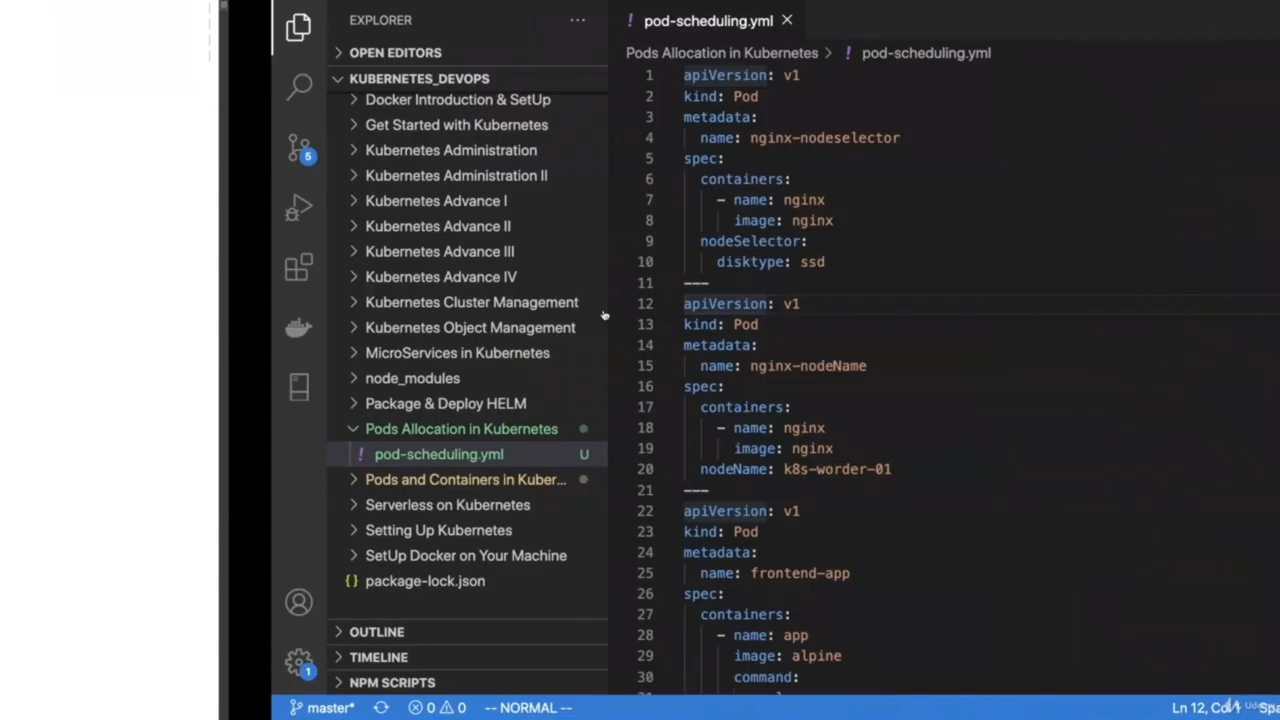 EXPLORER
···
OPEN EDITORS
KUBERNETES_DEVOPS
Docker Introduction & SetUp
Get Started with Kubernetes
Kubernetes Administration
Kubernetes Administration II
Kubernetes Advance I
Kubernetes Advance II
Kubernetes Advance III
Kubernetes Advance IV
Kubernetes Cluster Management
Kubernetes Object Management
MicroServices in Kubernetes
node_modules
Package & Deploy HELM
Pods Allocation in Kubernetes
! pod-scheduling.yml U
Pods and Containers in Kuber...
Serverless on Kubernetes
Setting Up Kubernetes
SetUp Docker on Your Machine
{} package-lock.json
OUTLINE
TIMELINE
NPM SCRIPTS
5
1
! pod-scheduling.yml ×
Pods Allocation in Kubernetes > ! pod-scheduling.yml
1 apiVersion: v1
2 kind: Pod
3 metadata:
4 name: nginx-nodeselector
5 spec:
6 containers:
7 - name: nginx
8 image: nginx
9 nodeSelector:
10 disktype: ssd
11 ---
12 apiVersion: v1
13 kind: Pod
14 metadata:
15 name: nginx-nodeName
16 spec:
17 containers:
18 - name: nginx
19 image: nginx
20 nodeName: k8s-worder-01
21 ---
22 apiVersion: v1
23 kind: Pod
24 metadata:
25 name: frontend-app
26 spec:
27 containers:
28 - name: app
29 image: alpine
30 command:
master* 0 0 -- NORMAL --
Ln 12, Col 1